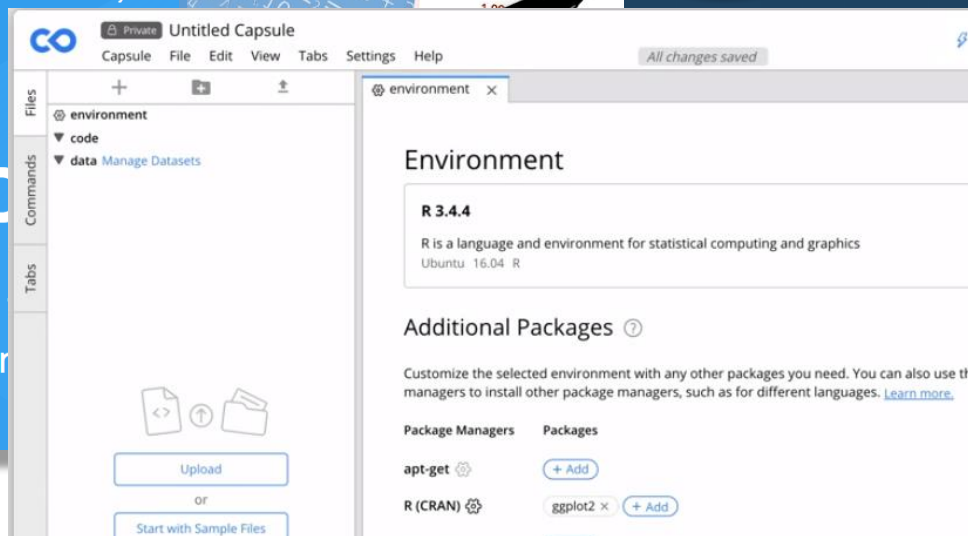 Private Untitled Capsule
Capsule File Edit View Tabs Settings Help
All changes saved
Files
Commands
Tabs
environment
code
data Manage Datasets
Upload
or
Start with Sample Files
environment ×
Environment
R 3.4.4
R is a language and environment for statistical computing and graphics
Ubuntu 16.04 R
Additional Packages ?
Customize the selected environment with any other packages you need. You can also use
managers to install other package managers, such as for different languages. Learn more.
Package Managers Packages
apt-get + Add
R (CRAN) ggplot2 × + Add